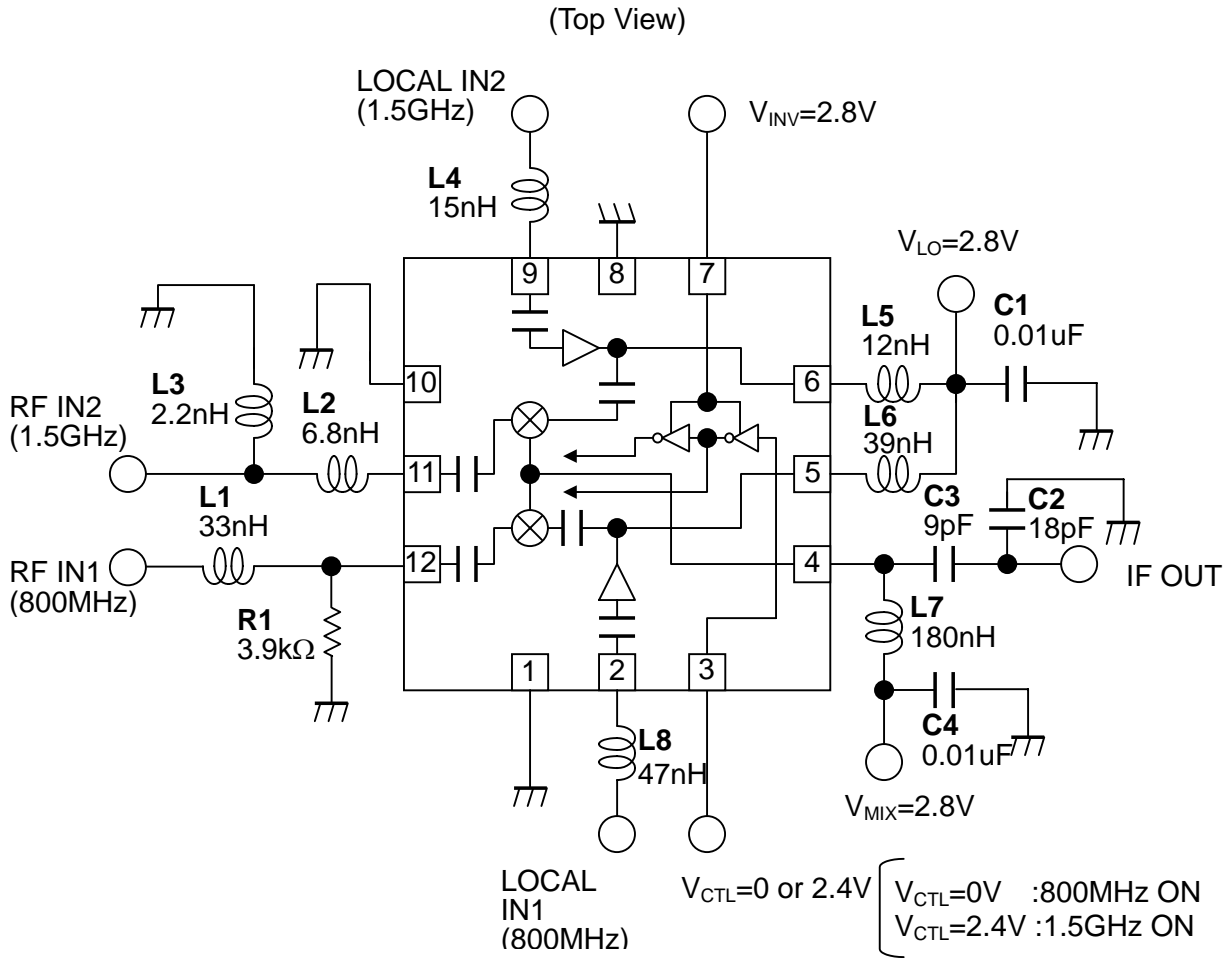 (Top View)
LOCAL IN2
(1.5GHz)
V_INV=2.8V
L4
15nH
V_LO=2.8V
9
8
7
C1
0.01uF
L5
12nH
L3
2.2nH
10
6
L2
6.8nH
RF IN2
(1.5GHz)
L6
39nH
11
5
L1
33nH
C3
9pF
C2
18pF
12
4
RF IN1
(800MHz)
IF OUT
R1
3.9kΩ
L7
180nH
1
2
3
C4
0.01uF
L8
47nH
V_MIX=2.8V
LOCAL
IN1
(800MHz)
V_CTL=0 or 2.4V
V_CTL=0V :800MHz ON
V_CTL=2.4V :1.5GHz ON